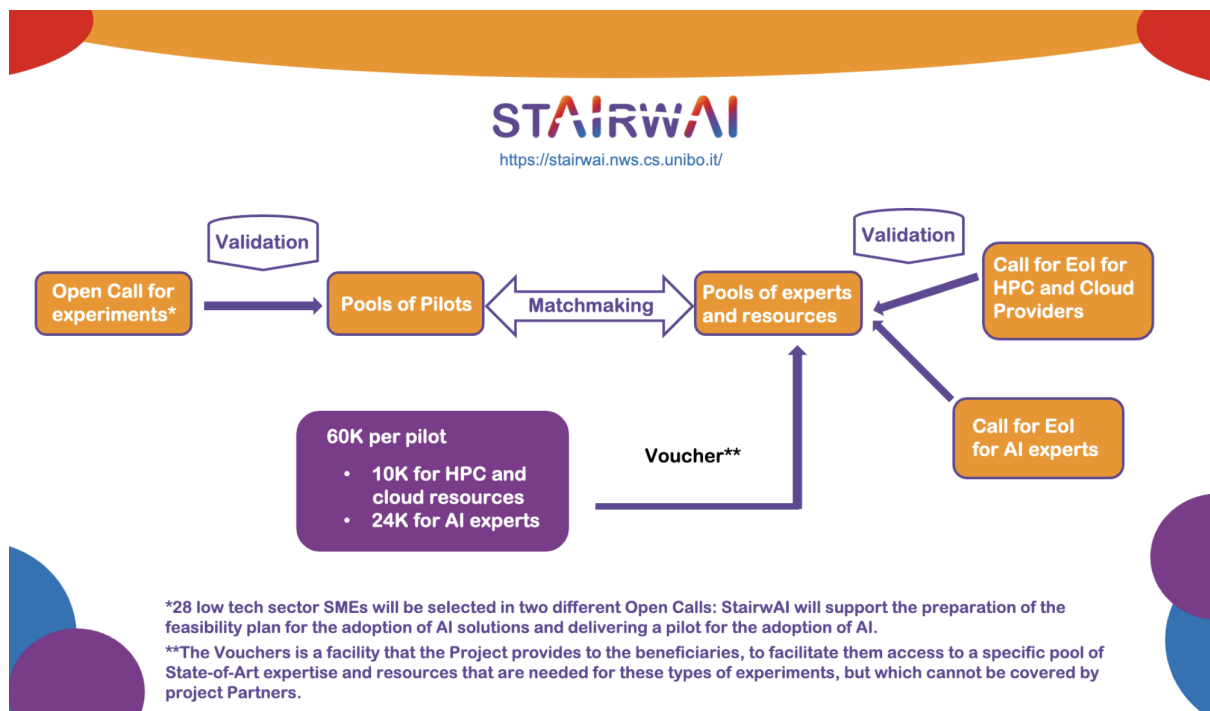 STAIRWAI
https://stairwai.nws.cs.unibo.it/
Validation
Validation
Open Call for
experiments*
Pools of Pilots
Matchmaking
Pools of experts
and resources
Call for EoI for
HPC and Cloud
Providers
Call for EoI
for AI experts
60K per pilot
• 10K for HPC and
cloud resources
• 24K for AI experts
Voucher**
*28 low tech sector SMEs will be selected in two different Open Calls: StairwAI will support the preparation of the
feasibility plan for the adoption of AI solutions and delivering a pilot for the adoption of AI.
**The Vouchers is a facility that the Project provides to the beneficiaries, to facilitate them access to a specific pool of
State-of-Art expertise and resources that are needed for these types of experiments, but which cannot be covered by
project Partners.